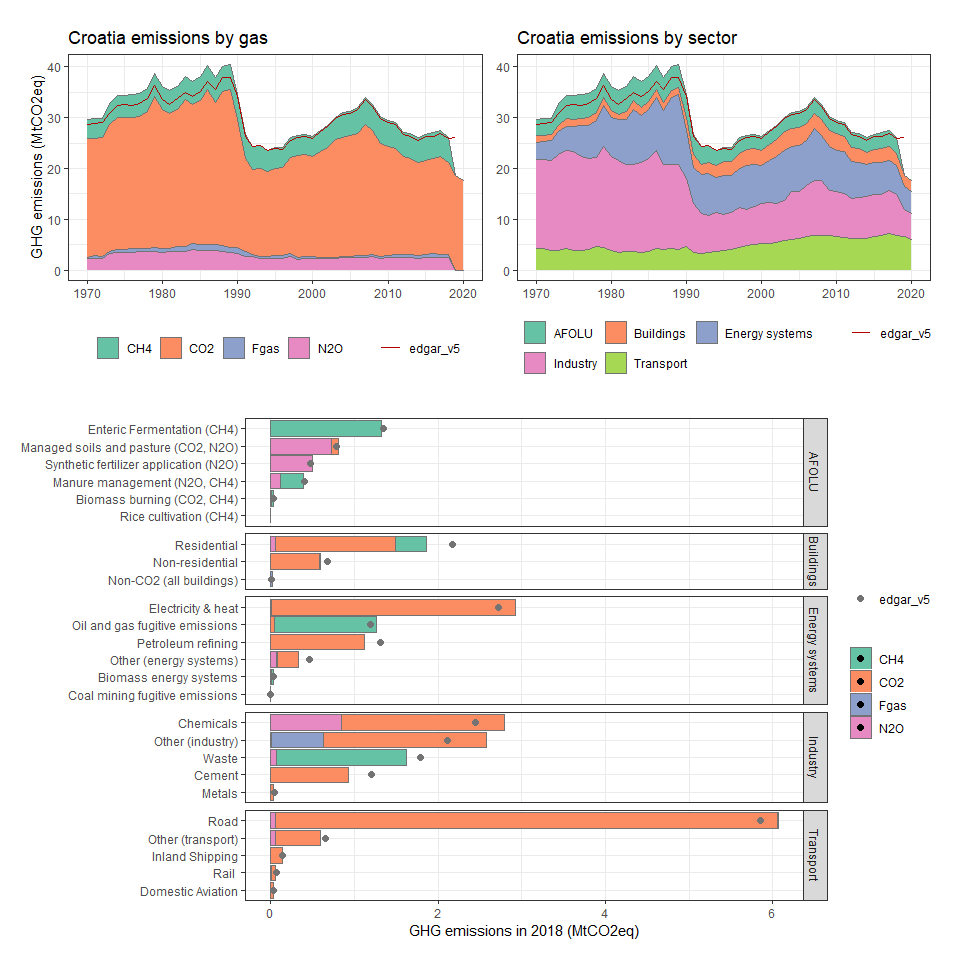 Croatia emissions by gas
GHG emissions (MtCO2eq)
40
30
20
10
0
1970 1980 1990 2000 2010 2020
CH4 CO2 Fgas N2O edgar_v5
Croatia emissions by sector
40
30
20
10
0
1970 1980 1990 2000 2010 2020
AFOLU Buildings Energy systems edgar_v5
Industry Transport
Enteric Fermentation (CH4)
Managed soils and pasture (CO2, N2O)
Synthetic fertilizer application (N2O)
Manure management (N2O, CH4)
Biomass burning (CO2, CH4)
Rice cultivation (CH4)
AFOLU
Residential
Non-residential
Non-CO2 (all buildings)
Buildings
Electricity & heat
Oil and gas fugitive emissions
Petroleum refining
Other (energy systems)
Biomass energy systems
Coal mining fugitive emissions
Energy systems
Chemicals
Other (industry)
Waste
Cement
Metals
Industry
Road
Other (transport)
Inland Shipping
Rail
Domestic Aviation
Transport
0 2 4 6
GHG emissions in 2018 (MtCO2eq)
edgar_v5
CH4
CO2
Fgas
N2O